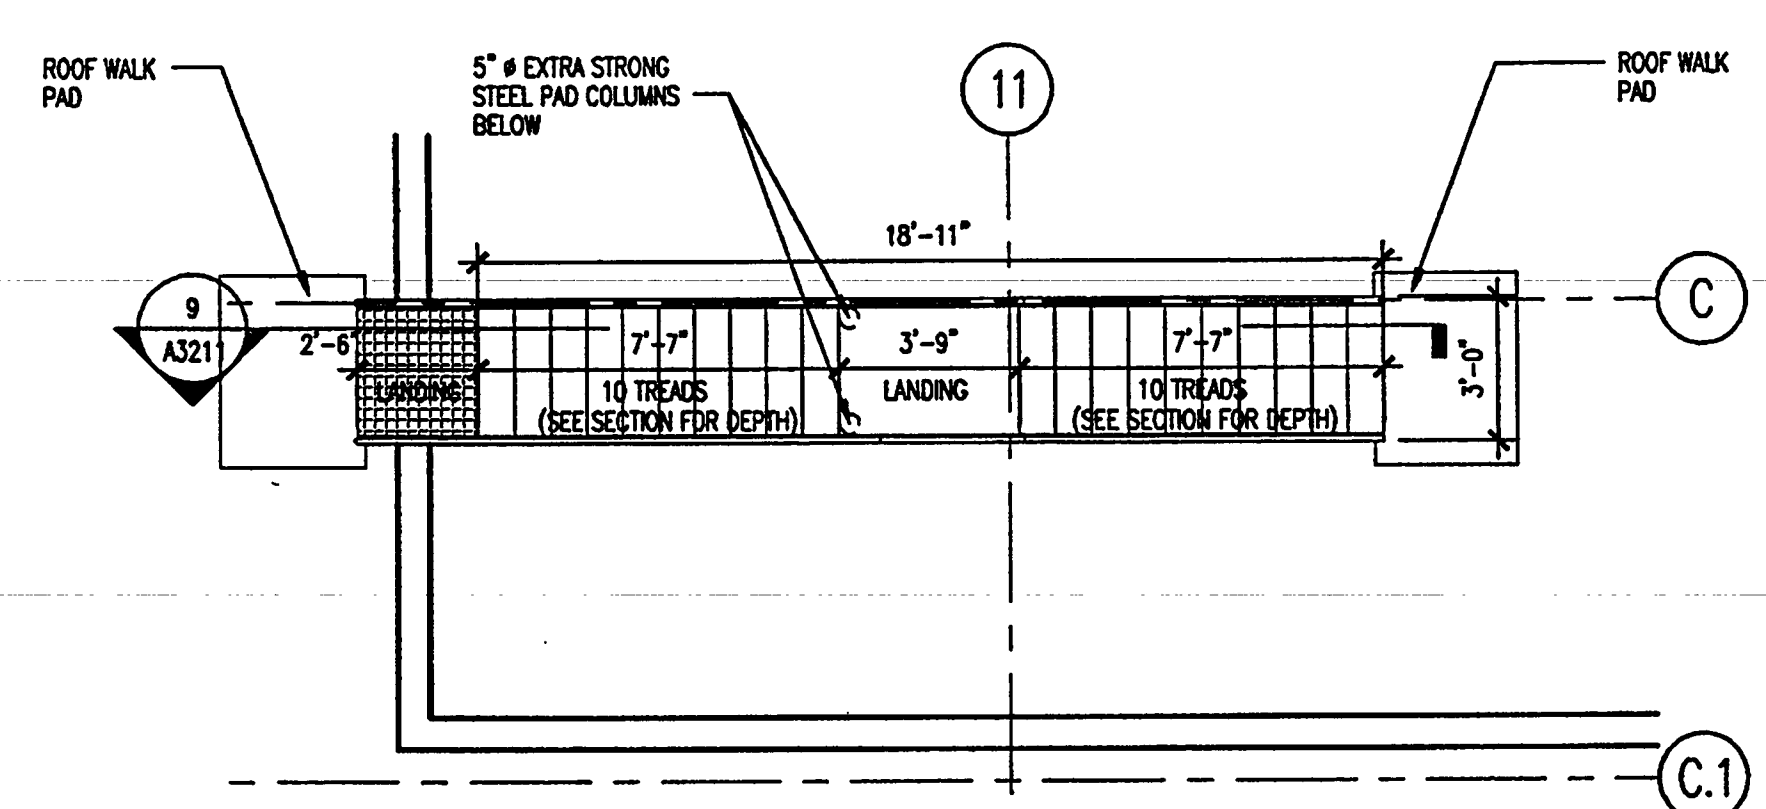 ROOF WALK
PAD
5" ø EXTRA STRONG
STEEL PAD COLUMNS
BELOW
11
ROOF WALK
PAD
18'-11"
C
9
A3211
2'-6"
7'-7"
3'-9"
7'-7"
3'-0"
LANDING
10 TREADS
(SEE SECTION FOR DEPTH)
LANDING
10 TREADS
(SEE SECTION FOR DEPTH)
C.1